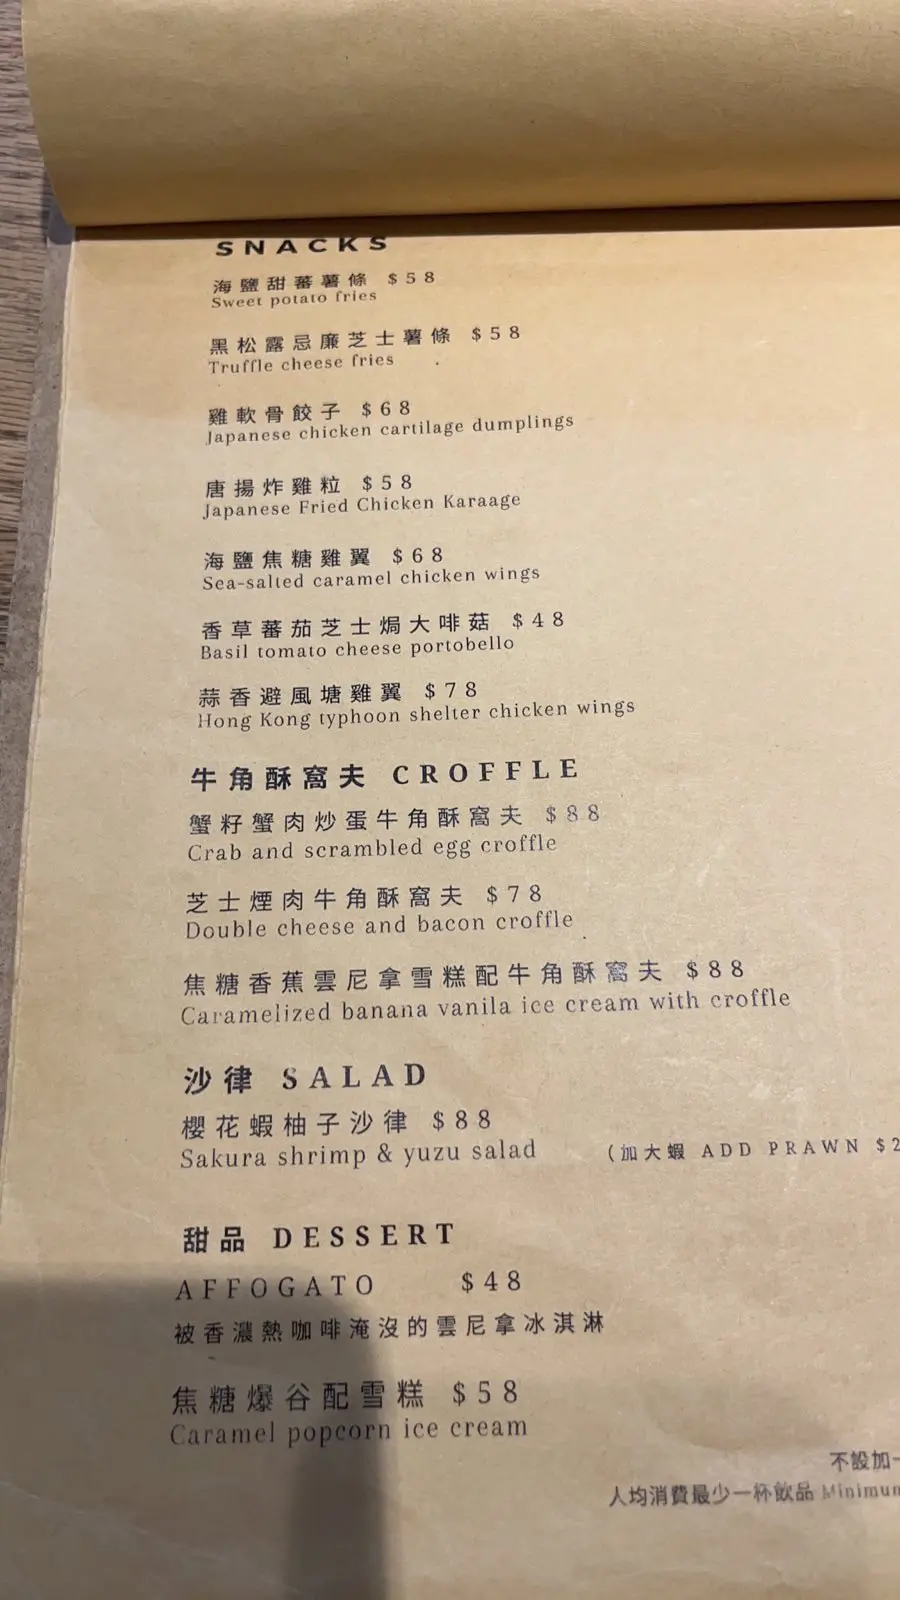 SNACKS
海鹽甜蕃薯條 $58
Sweet potato fries
黑松露忌廉芝士薯條 $58
Truffle cheese fries
雞軟骨餃子 $68
Japanese chicken cartilage dumplings
唐揚炸雞粒 $58
Japanese Fried Chicken Karaage
海鹽焦糖雞翼 $68
Sea-salted caramel chicken wings
香草蕃茄芝士焗大啡菇 $48
Basil tomato cheese portobello
蒜香避風塘雞翼 $78
Hong Kong typhoon shelter chicken wings
牛角酥窩夫 CROFFLE
蟹籽蟹肉炒蛋牛角酥窩夫 $88
Crab and scrambled egg croffle
芝士煙肉牛角酥窩夫 $78
Double cheese and bacon croffle
焦糖香蕉雲尼拿雪糕配牛角酥窩夫 $88
Caramelized banana vanila ice cream with croffle
沙律 SALAD
櫻花蝦柚子沙律 $88
Sakura shrimp & yuzu salad (加大蝦 ADD PRAWN $2
甜品 DESSERT
AFFOGATO $48
被香濃熱咖啡淹沒的雲尼拿冰淇淋
焦糖爆谷配雪糕 $58
Caramel popcorn ice cream
不設加一
人均消費最少一杯飲品 Minimum